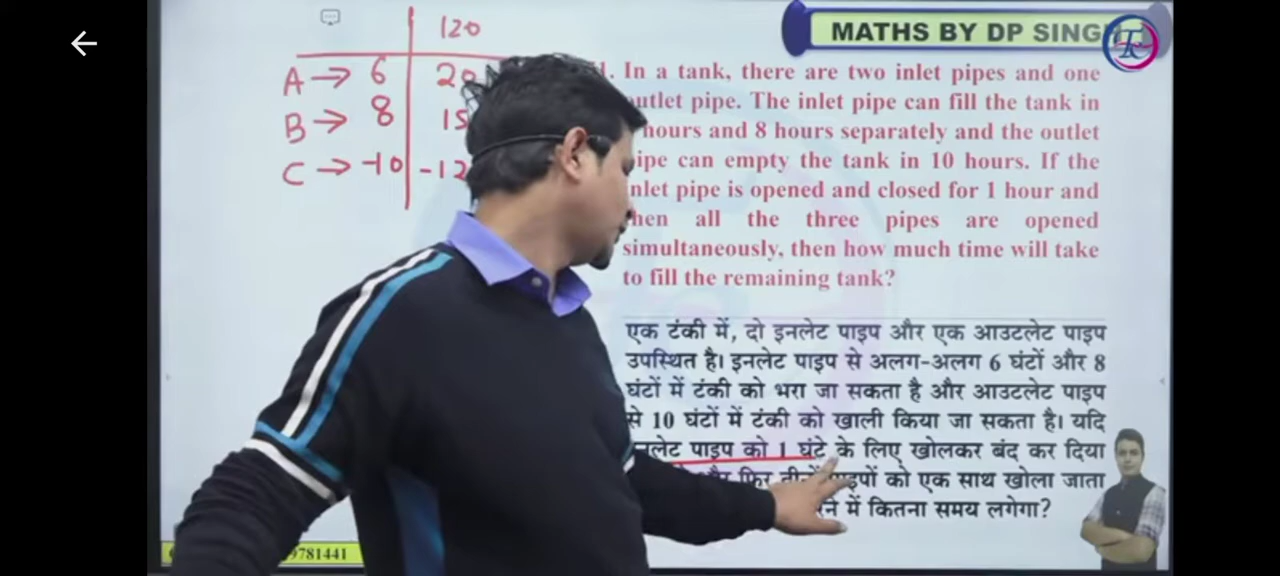 MATHS BY DP SING
120
A → 6 20
B → 8 15
C → -10 -12
1. In a tank, there are two inlet pipes and one
utlet pipe. The inlet pipe can fill the tank in
hours and 8 hours separately and the outlet
ipe can empty the tank in 10 hours. If the
nlet pipe is opened and closed for 1 hour and
hen all the three pipes are opened
simultaneously, then how much time will take
to fill the remaining tank?
एक टंकी में, दो इनलेट पाइप और एक आउटलेट पाइप
उपस्थित है। इनलेट पाइप से अलग-अलग 6 घंटों और 8
घंटों में टंकी को भरा जा सकता है और आउटलेट पाइप
से 10 घंटों में टंकी को खाली किया जा सकता है। यदि
नलेट पाइप को 1 घंटे के लिए खोलकर बंद कर दिया
फिर तीनों पाइपों को एक साथ खोला जाता
रने में कितना समय लगेगा?
9781441